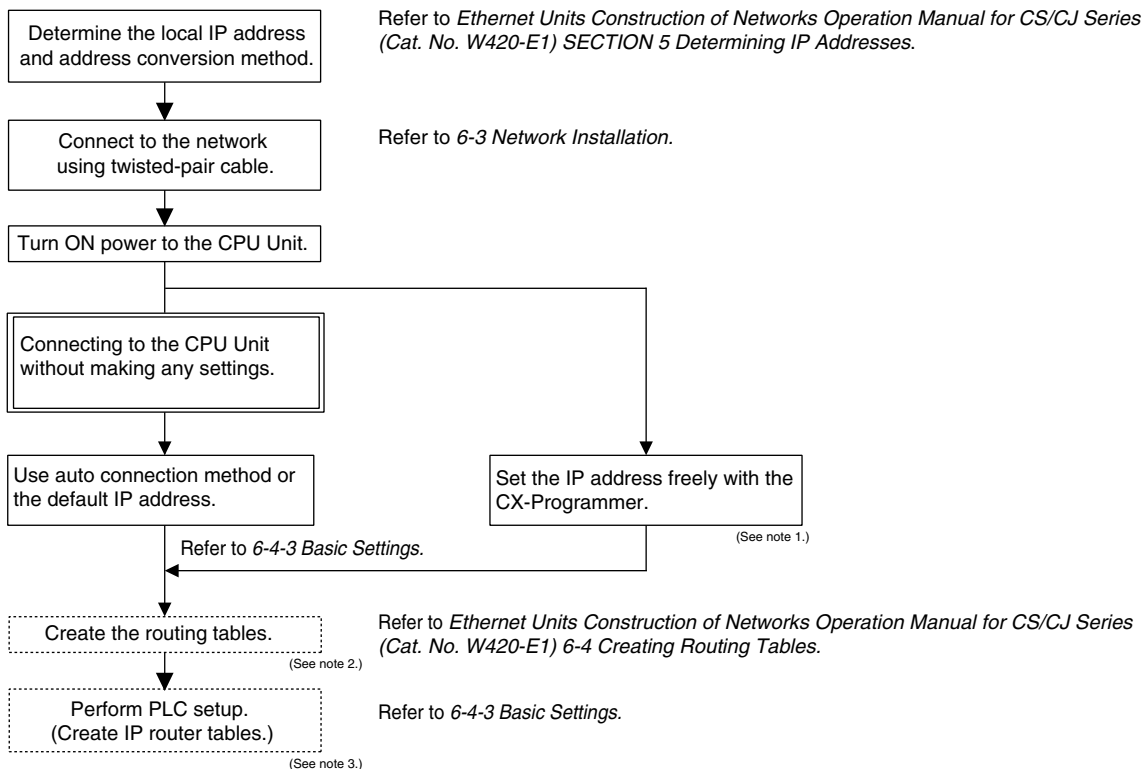 Determine the local IP address
and address conversion method.
Refer to Ethernet Units Construction of Networks Operation Manual for CS/CJ Series
(Cat. No. W420-E1) SECTION 5 Determining IP Addresses.
Connect to the network
using twisted-pair cable.
Refer to 6-3 Network Installation.
Turn ON power to the CPU Unit.
Connecting to the CPU Unit
without making any settings.
Use auto connection method or
the default IP address.
Set the IP address freely with the
CX-Programmer.
(See note 1.)
Refer to 6-4-3 Basic Settings.
Create the routing tables.
(See note 2.)
Refer to Ethernet Units Construction of Networks Operation Manual for CS/CJ Series
(Cat. No. W420-E1) 6-4 Creating Routing Tables.
Perform PLC setup.
(Create IP router tables.)
(See note 3.)
Refer to 6-4-3 Basic Settings.